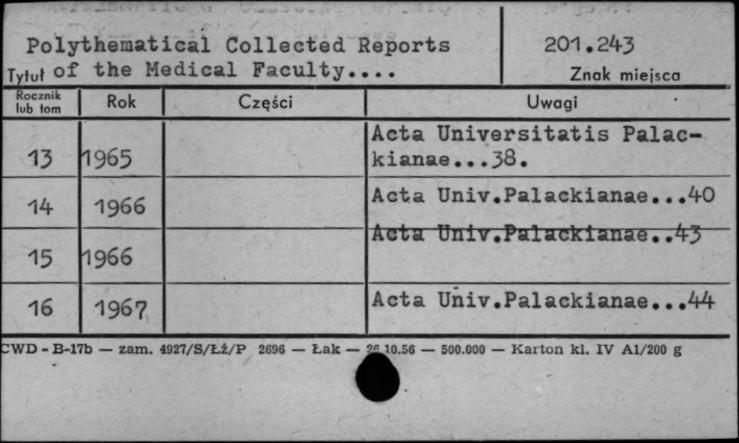 Polythematical Collected Reports 201.243
Tytuł of the Medical Faculty.... Znak miejsca
Rocznik lub tom Rok Części Uwagi
13 1965 Acta Universitatis Palac-
kianae...38.
14 1966 Acta Univ.Palackianae...40
15 1966 Acta Univ.Palackianae..43
16 1967 Acta Univ.Palackianae...44
CWD - B-17b — zam. 4927/S/Łż/P 2696 — Łak — 26.10.56 — 500.000 — Karton kl. IV A1/200 g